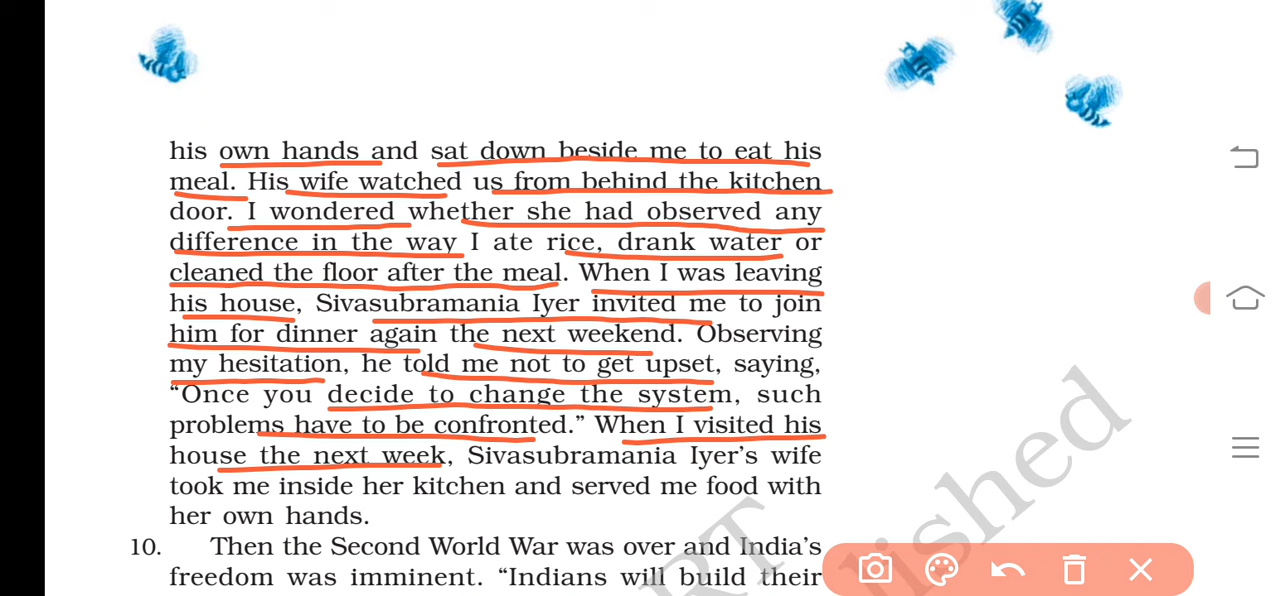 his own hands and sat down beside me to eat his
meal. His wife watched us from behind the kitchen
door. I wondered whether she had observed any
difference in the way I ate rice, drank water or
cleaned the floor after the meal. When I was leaving
his house, Sivasubramania Iyer invited me to join
him for dinner again the next weekend. Observing
my hesitation, he told me not to get upset, saying,
“Once you decide to change the system, such
problems have to be confronted.” When I visited his
house the next week, Sivasubramania Iyer’s wife
took me inside her kitchen and served me food with
her own hands.
10. Then the Second World War was over and India’s
freedom was imminent. “Indians will build their